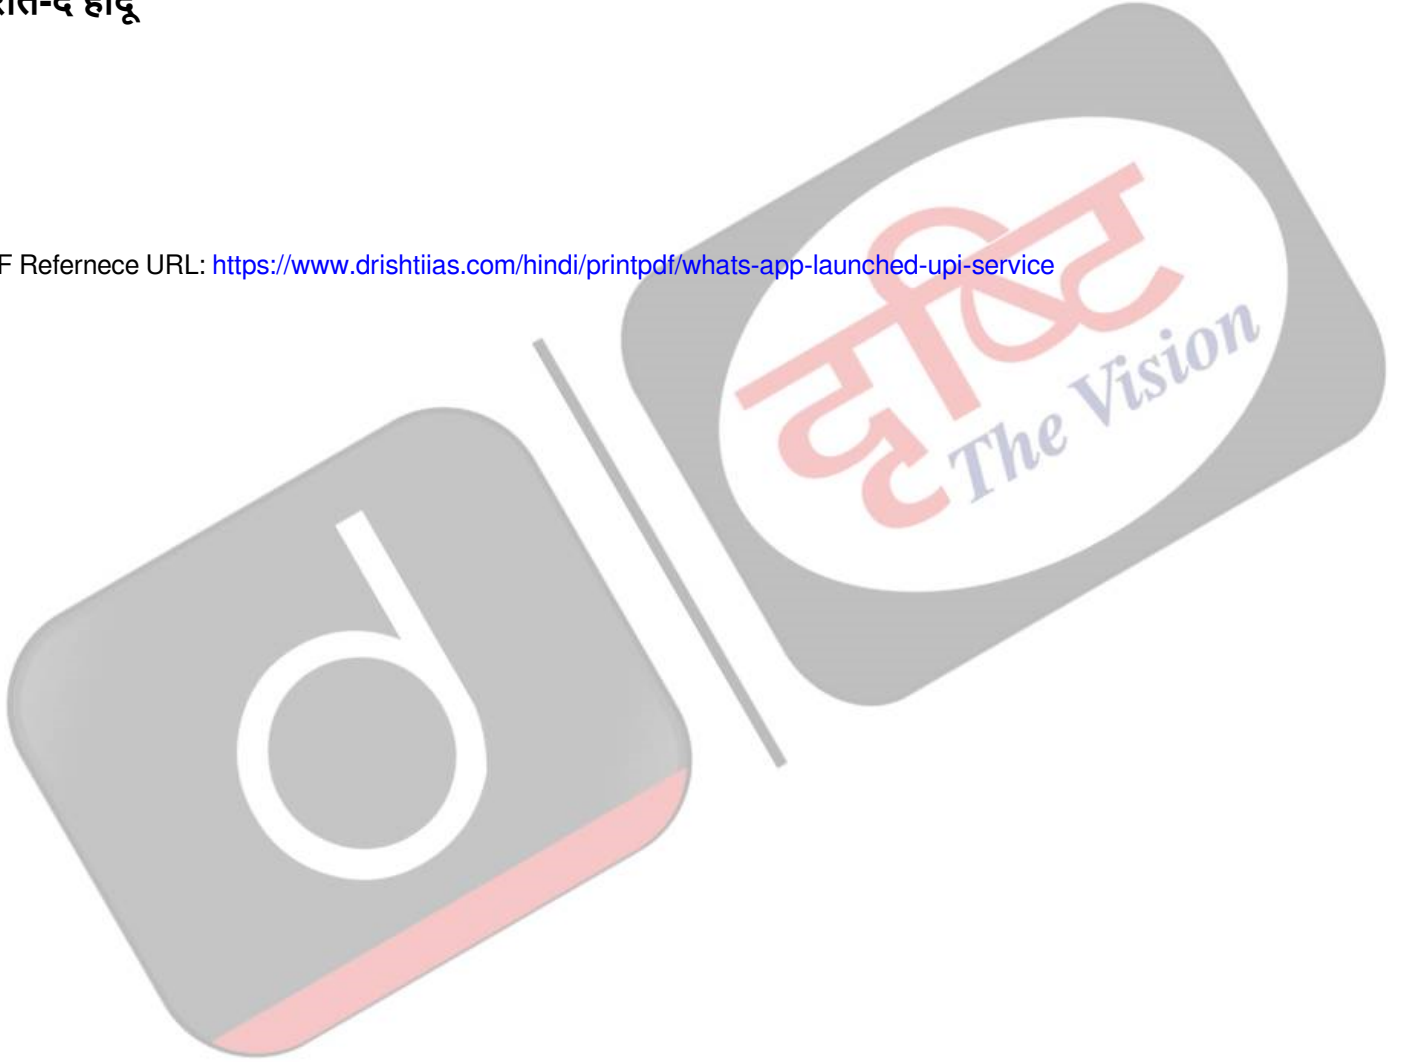 F Refernece URL: https://www.drishtiias.com/hindi/printpdf/whats-app-launched-upi-service
दृष्टि
The Vision
d